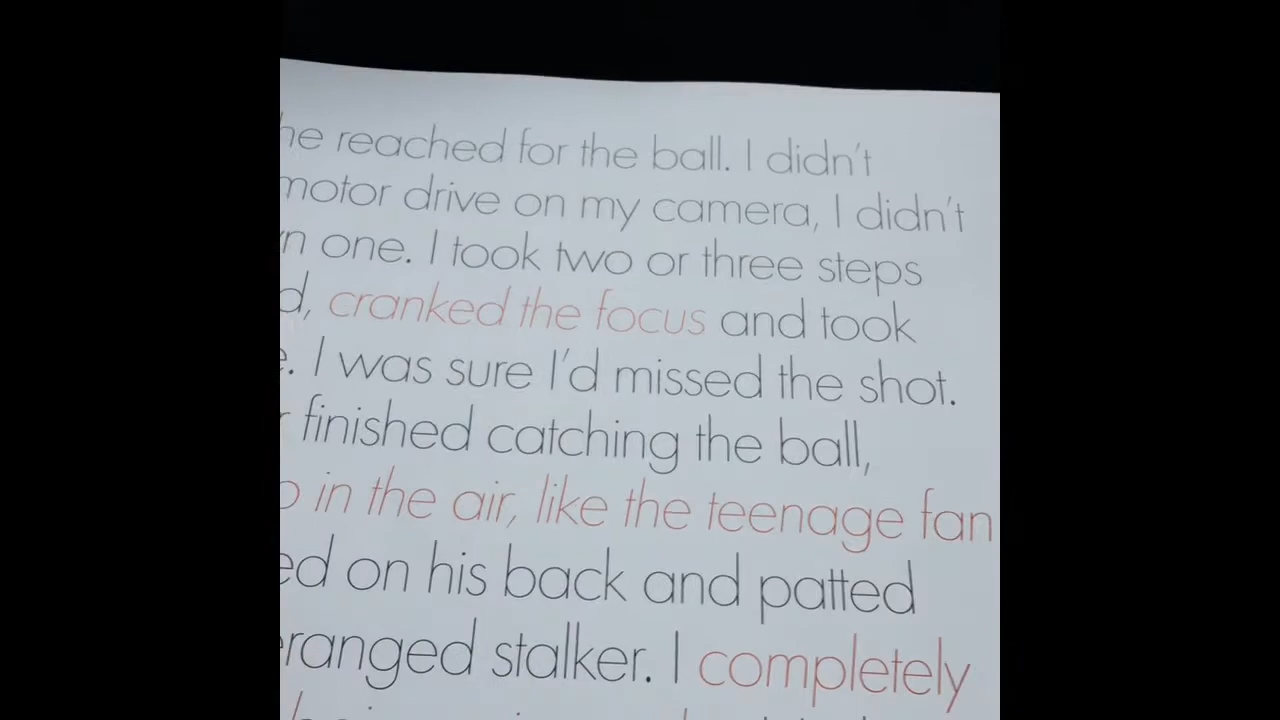 he reached for the ball. I didn't
motor drive on my camera, I didn't
one. I took two or three steps
cranked the focus and took
I was sure I'd missed the shot.
finished catching the ball,
in the air, like the teenage fan
on his back and patted
stalker. I completely